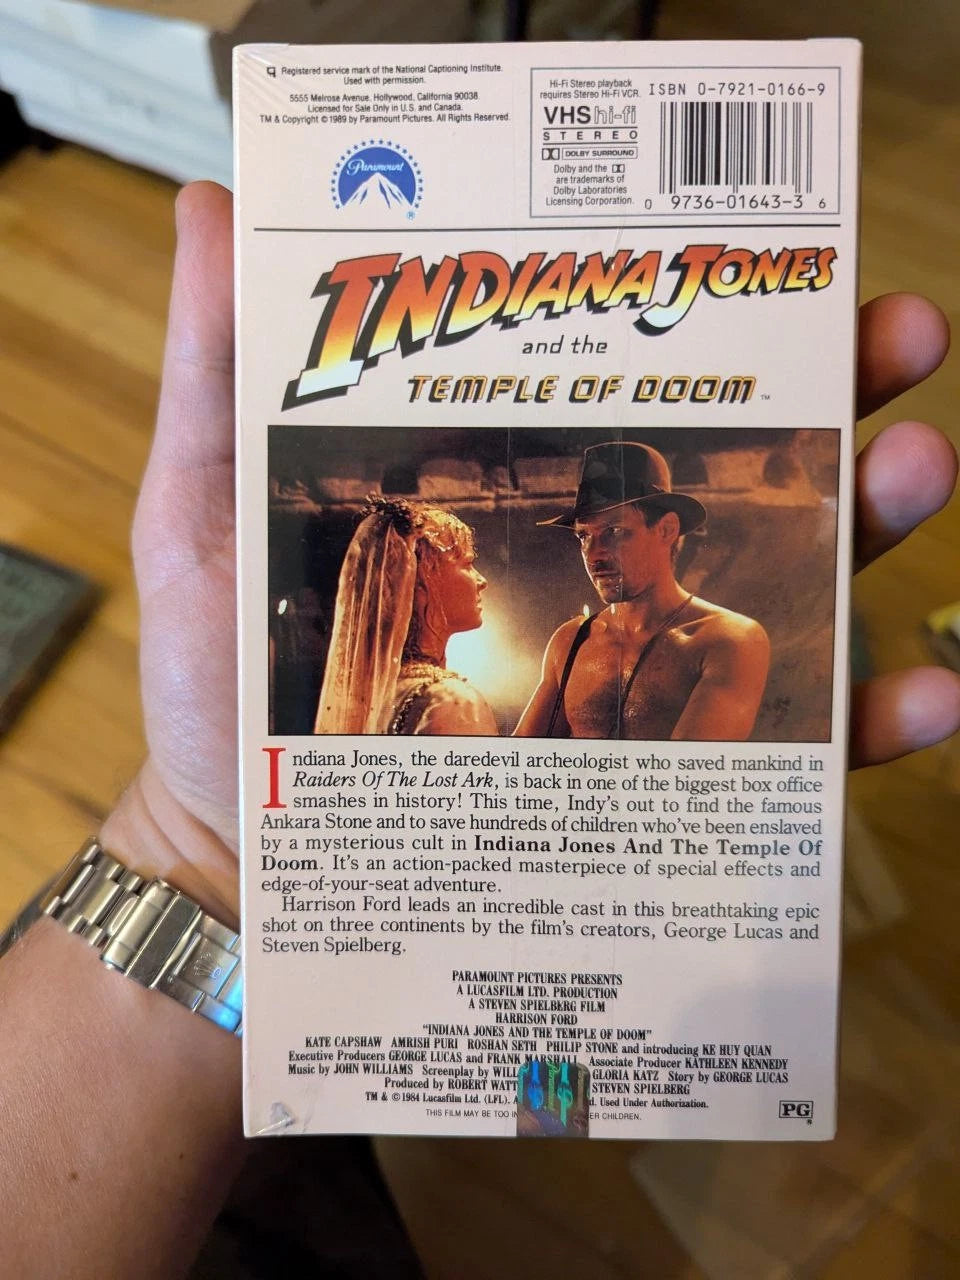 Registered service mark of the National Captioning Institute.
Used with permission.
5555 Melrose Avenue, Hollywood, California 90038.
Licensed for Sale Only in U.S. and Canada.
TM & Copyright © 1989 by Paramount Pictures. All Rights Reserved.
Paramount
®
Hi-Fi Stereo playback
requires Stereo Hi-Fi VCR.
VHS hi-fi
STEREO
DOLBY SURROUND
Dolby and the
are trademarks of
Dolby Laboratories
Licensing Corporation.
ISBN 0-7921-0166-9
0 9736-01643-3 6
INDIANA JONES
and the
TEMPLE OF DOOM™
Indiana Jones, the daredevil archeologist who saved mankind in
Raiders Of The Lost Ark, is back in one of the biggest box office
smashes in history! This time, Indy's out to find the famous
Ankara Stone and to save hundreds of children who've been enslaved
by a mysterious cult in Indiana Jones And The Temple Of
Doom. It's an action-packed masterpiece of special effects and
edge-of-your-seat adventure.
Harrison Ford leads an incredible cast in this breathtaking epic
shot on three continents by the film's creators, George Lucas and
Steven Spielberg.
PARAMOUNT PICTURES PRESENTS
A LUCASFILM LTD. PRODUCTION
A STEVEN SPIELBERG FILM
HARRISON FORD
"INDIANA JONES AND THE TEMPLE OF DOOM"
KATE CAPSHAW AMRISH PURI ROSHAN SETH PHILIP STONE and introducing KE HUY QUAN
Executive Producers GEORGE LUCAS and FRANK MARSHALL Associate Producer KATHLEEN KENNEDY
Music by JOHN WILLIAMS Screenplay by WILL GLORIA KATZ Story by GEORGE LUCAS
Produced by ROBERT WATT STEVEN SPIELBERG
TM & © 1984 Lucasfilm Ltd. (LFL). A d. Used Under Authorization.
THIS FILM MAY BE TOO IN ER CHILDREN.
PG